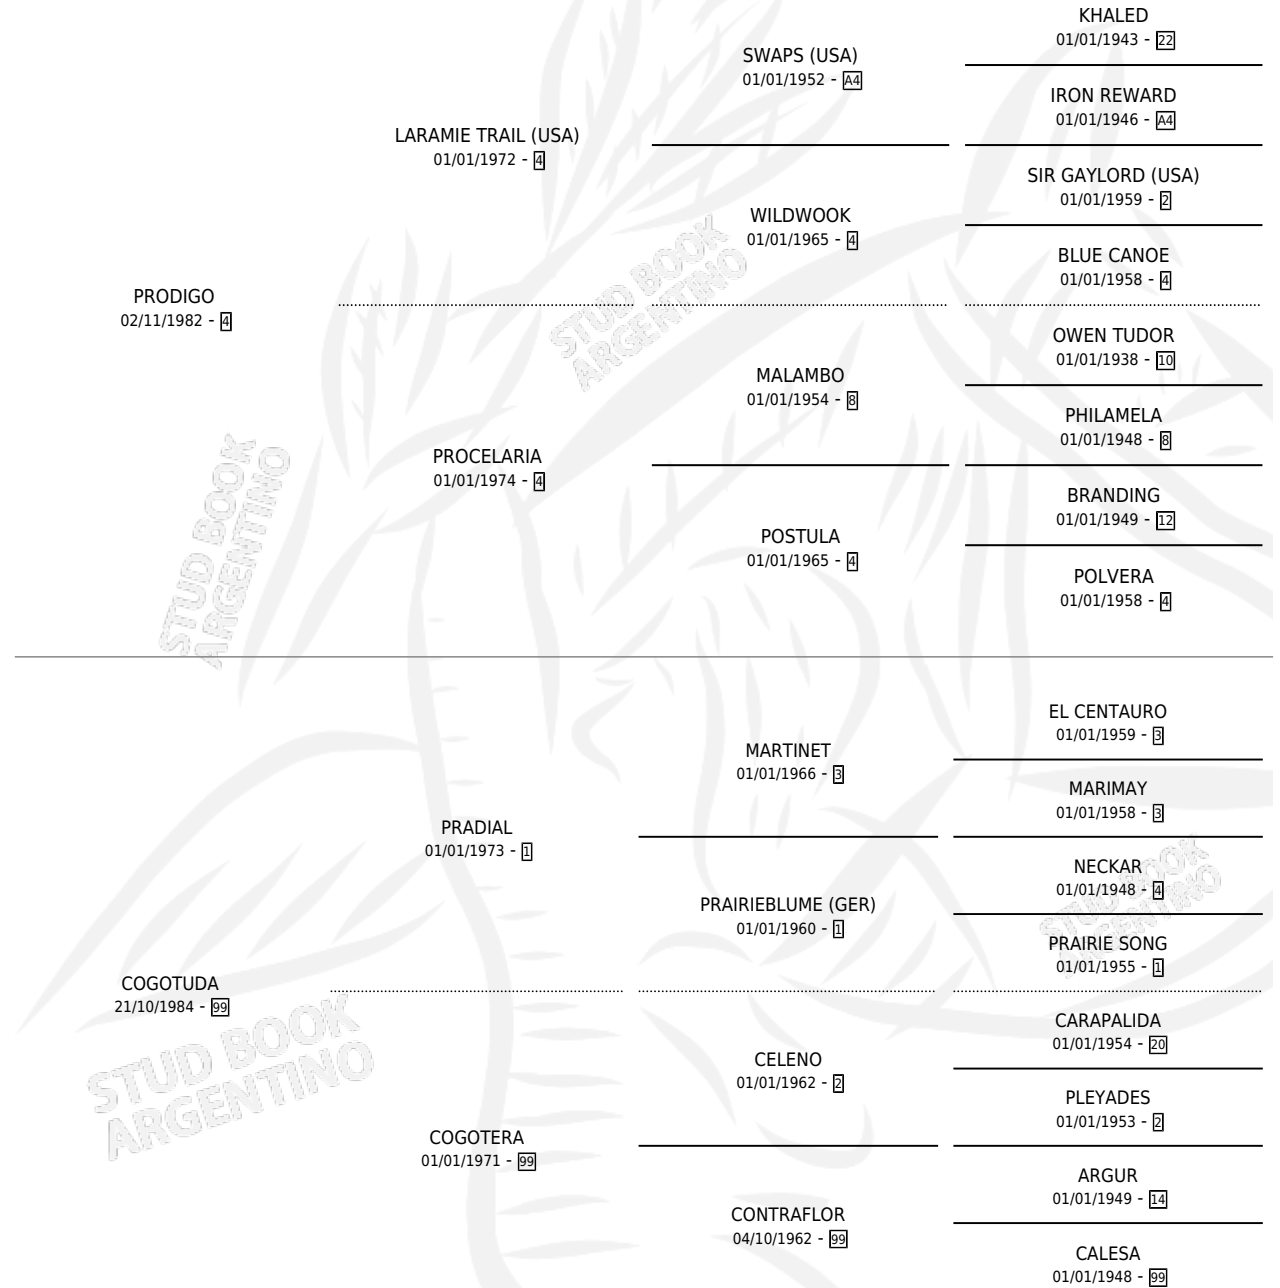 KHALED
01/01/1943 - 22
SWAPS (USA)
01/01/1952 - A4
IRON REWARD
01/01/1946 - A4
LARAMIE TRAIL (USA)
01/01/1972 - 4
SIR GAYLORD (USA)
01/01/1959 - 2
WILDWOOK
01/01/1965 - 4
BLUE CANOE
01/01/1958 - 4
PRODIGO
02/11/1982 - 4
STUD BOOK
ARGENTINO
OWEN TUDOR
01/01/1938 - 10
MALAMBO
01/01/1954 - 8
PHILAMELA
01/01/1948 - 8
PROCELARIA
01/01/1974 - 4
BRANDING
01/01/1949 - 12
POSTULA
01/01/1965 - 4
POLVERA
01/01/1958 - 4
STUD BOOK
ARGENTINO
EL CENTAURO
01/01/1959 - 3
MARTINET
01/01/1966 - 3
MARIMAY
01/01/1958 - 3
PRADIAL
01/01/1973 - 1
NECKAR
01/01/1948 - 4
PRAIRIEBLUME (GER)
01/01/1960 - 1
STUD BOOK
ARGENTINO
PRAIRIE SONG
01/01/1955 - 1
COGOTUDA
21/10/1984 - 99
CARAPALIDA
01/01/1954 - 20
CELENO
01/01/1962 - 2
PLEYADES
01/01/1953 - 2
STUD BOOK
ARGENTINO
COGOTERA
01/01/1971 - 99
ARGUR
01/01/1949 - 14
CONTRAFLOR
04/10/1962 - 99
CALESA
01/01/1948 - 99